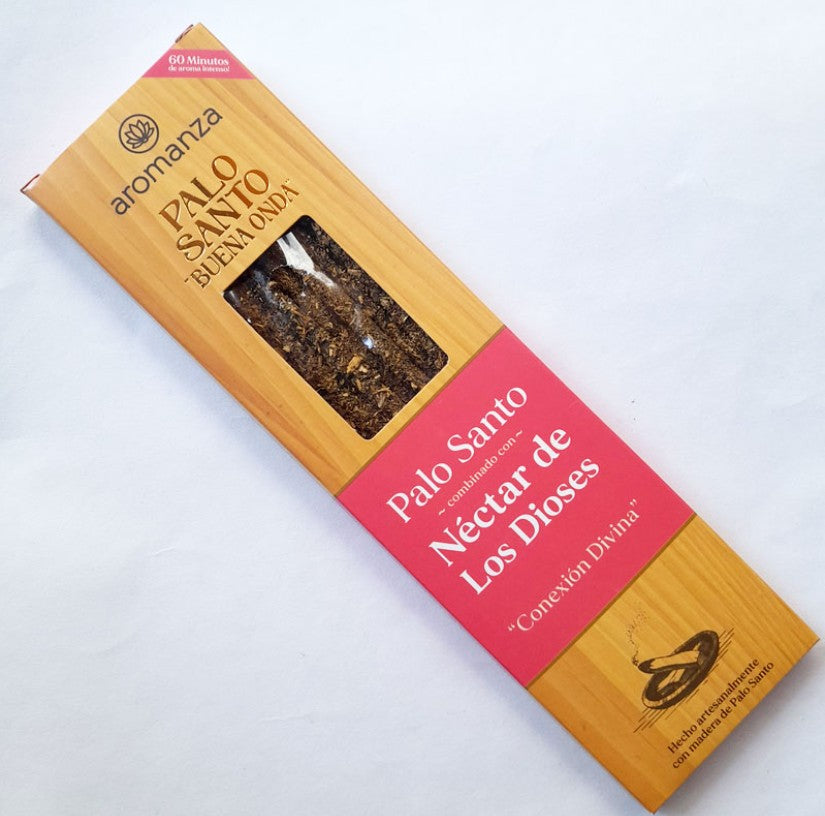 60 Minutos
de aroma intenso!
aromanza
PALO
SANTO
"BUENA ONDA"
Palo Santo
~ combinado con ~
Néctar de
Los Dioses
"Conexión Divina"
Hecho artesanalmente
con madera de Palo Santo